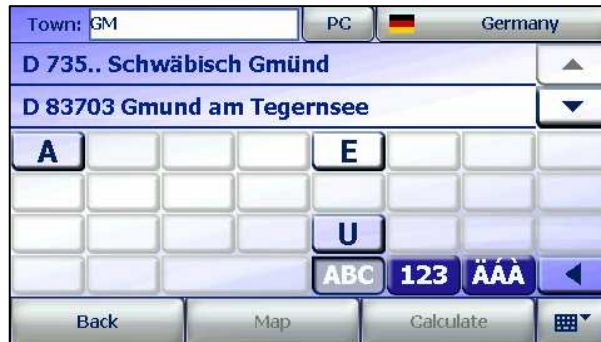 Town: GM PC Germany
D 735.. Schwäbisch Gmünd
D 83703 Gmund am Tegernsee
A E
U
ABC 123 ÄÁÀ
Back Map Calculate